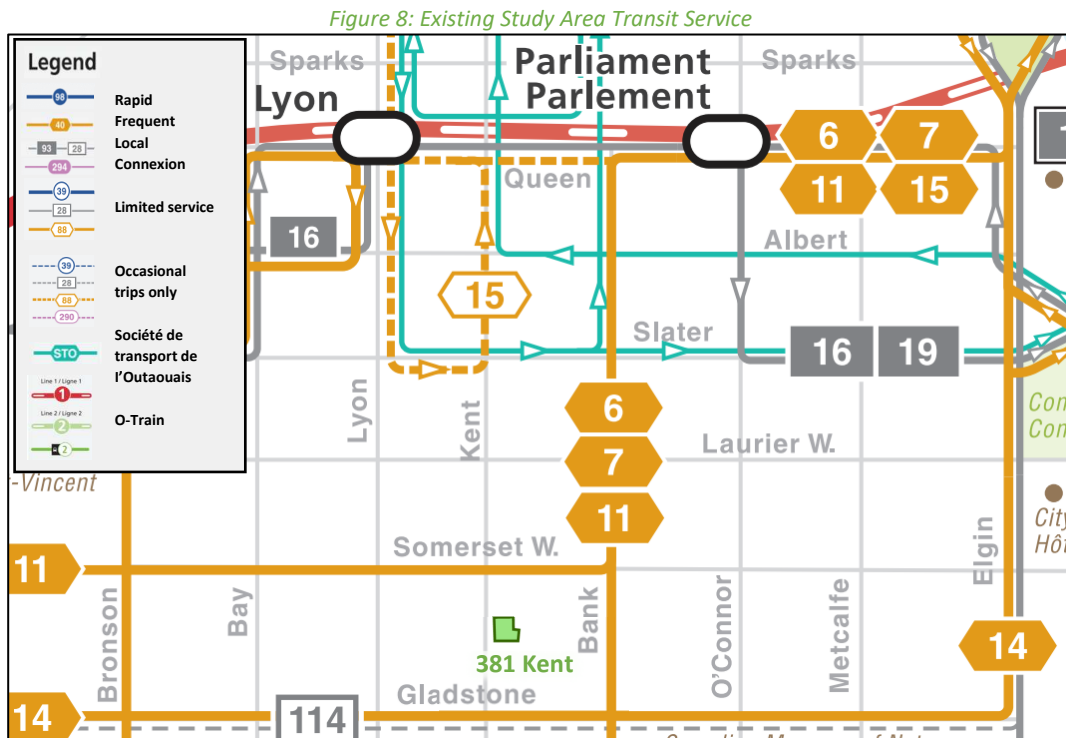 Figure 8: Existing Study Area Transit Service
Legend
98
Rapid
40
Frequent
93 28
Local
294
Connexion
39
28
Limited service
88
39
Occasional
28
trips only
88
290
Société de
STO
transport de
l'Outaouais
Line 1 / Ligne 1
1
Line 2 / Ligne 2
2
O-Train
2
Sparks
Sparks
Lyon
Parliament
Parlement
6 7
11 15
Queen
16
Albert
15
Slater
16 19
Lyon
Kent
6
7
11
Laurier W.
-Vincent
Somerset W.
11
Bronson
Bay
Bank
O'Connor
Metcalfe
Elgin
381 Kent
14
Gladstone
14
114